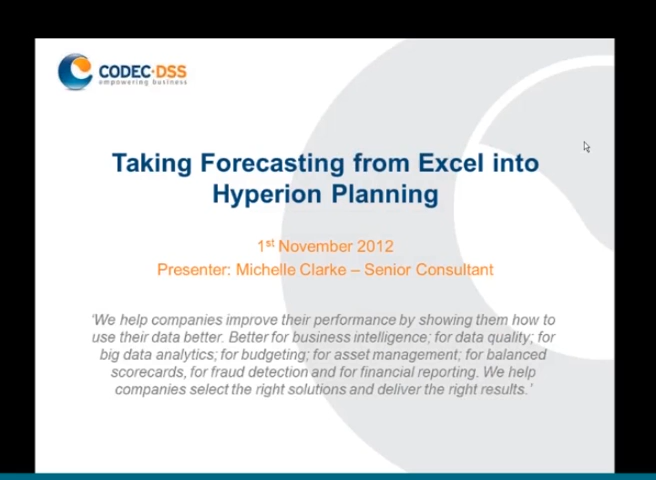 CODEC-DSS
empowering business
Taking Forecasting from Excel into
Hyperion Planning
1st November 2012
Presenter: Michelle Clarke – Senior Consultant
'We help companies improve their performance by showing them how to
use their data better. Better for business intelligence; for data quality; for
big data analytics; for budgeting; for asset management; for balanced
scorecards, for fraud detection and for financial reporting. We help
companies select the right solutions and deliver the right results.'